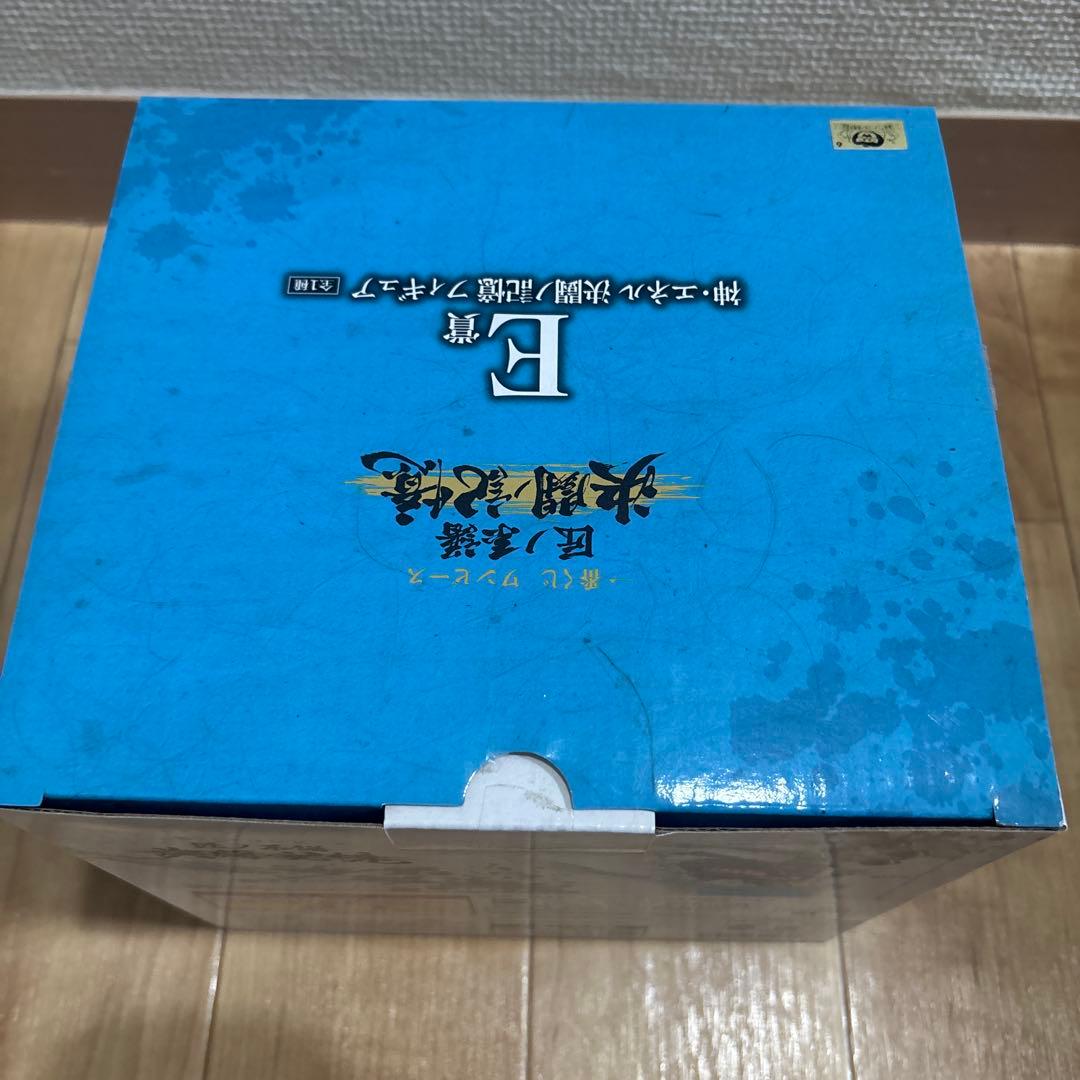 一番くじ ワンピース
匠ノ系譜
決闘ノ記憶
E賞
神・エネル 決闘ノ記憶 フィギュア 全1種